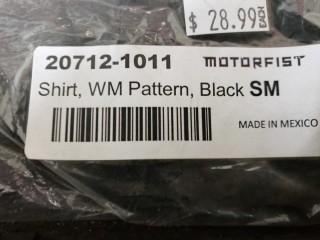 $ 28.99
20712-1011 MOTORFIST
Shirt, WM Pattern, Black SM
MADE IN MEXICO